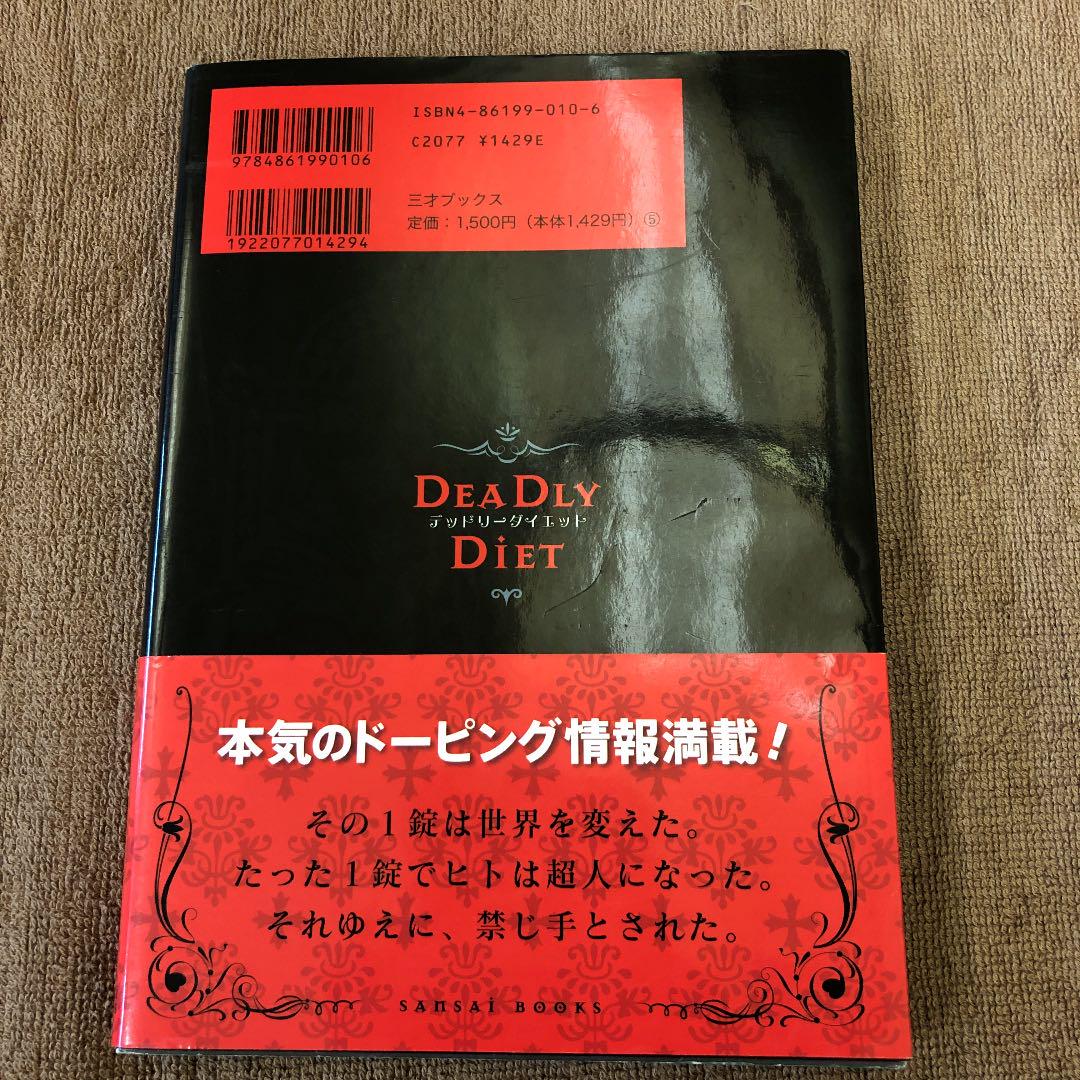 ISBN4-86199-010-6
C2077 ¥1429E
9784861990106
三才ブックス
定価：1,500円（本体1,429円）⑤
1922077014294
DEADLY
デッドリーダイエット
DiET
本気のドーピング情報満載！
その1錠は世界を変えた。
たった1錠でヒトは超人になった。
それゆえに、禁じ手とされた。
SANSAi BOOKS